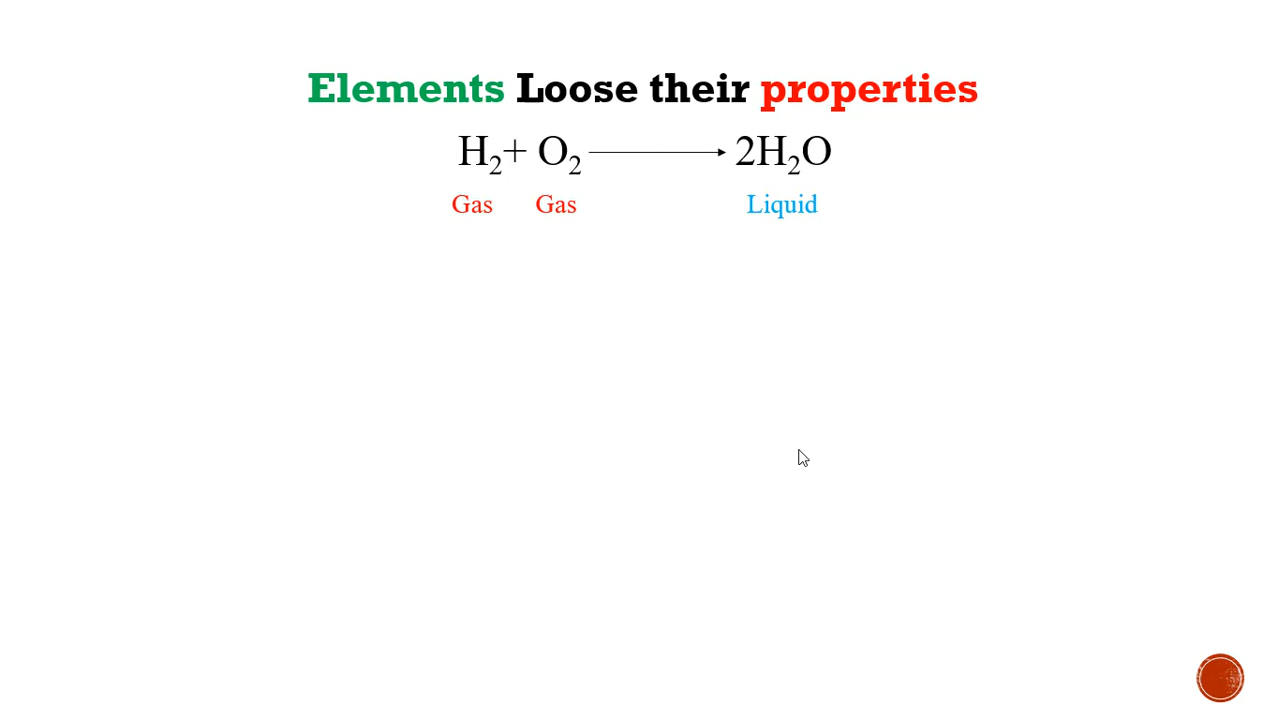 Elements Loose their properties
H₂+ O₂ ⟶ 2H₂O
Gas Gas Liquid